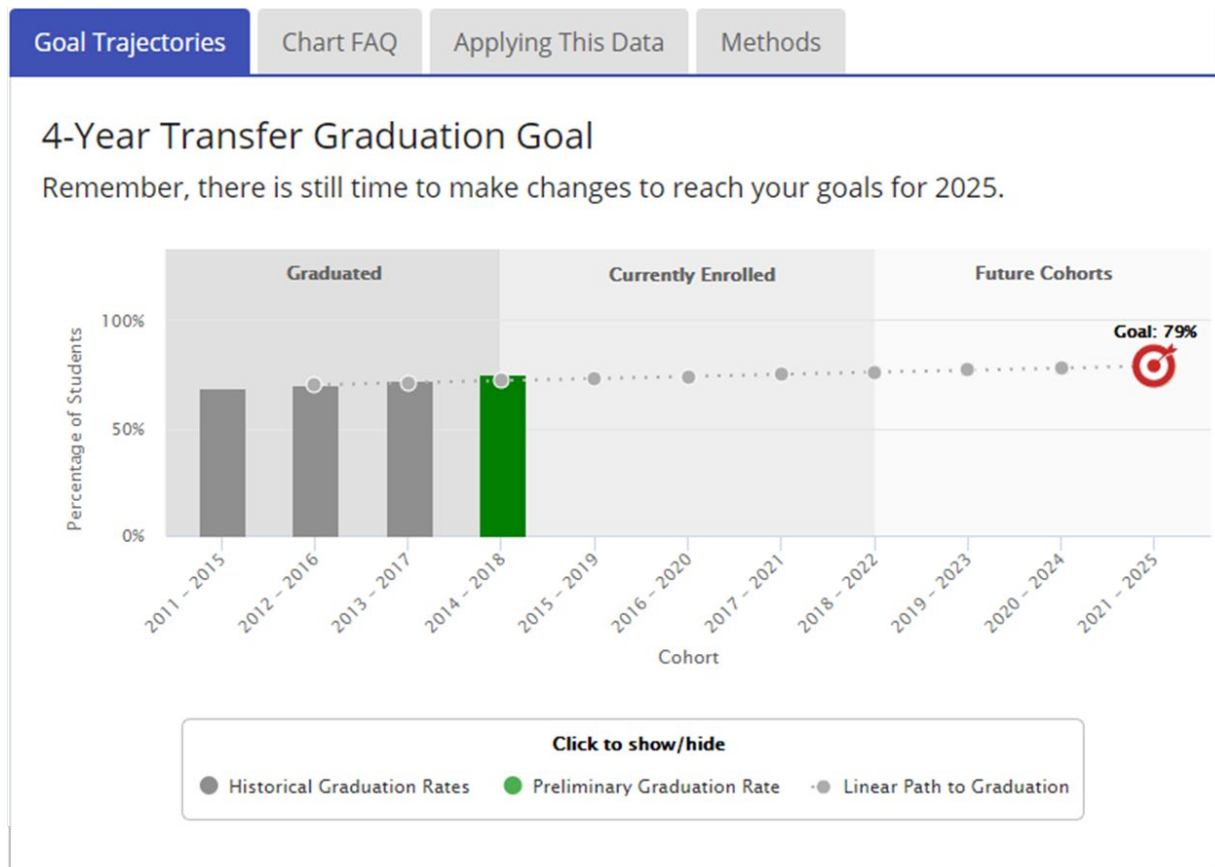 Goal Trajectories
Chart FAQ
Applying This Data
Methods
4-Year Transfer Graduation Goal
Remember, there is still time to make changes to reach your goals for 2025.
Graduated
Currently Enrolled
Future Cohorts
Goal: 79%
Percentage of Students
100%
50%
0%
2011 – 2015
2012 – 2016
2013 – 2017
2014 – 2018
2015 – 2019
2016 – 2020
2017 – 2021
2018 – 2022
2019 – 2023
2020 – 2024
2021 – 2025
Cohort
Click to show/hide
Historical Graduation Rates
Preliminary Graduation Rate
Linear Path to Graduation